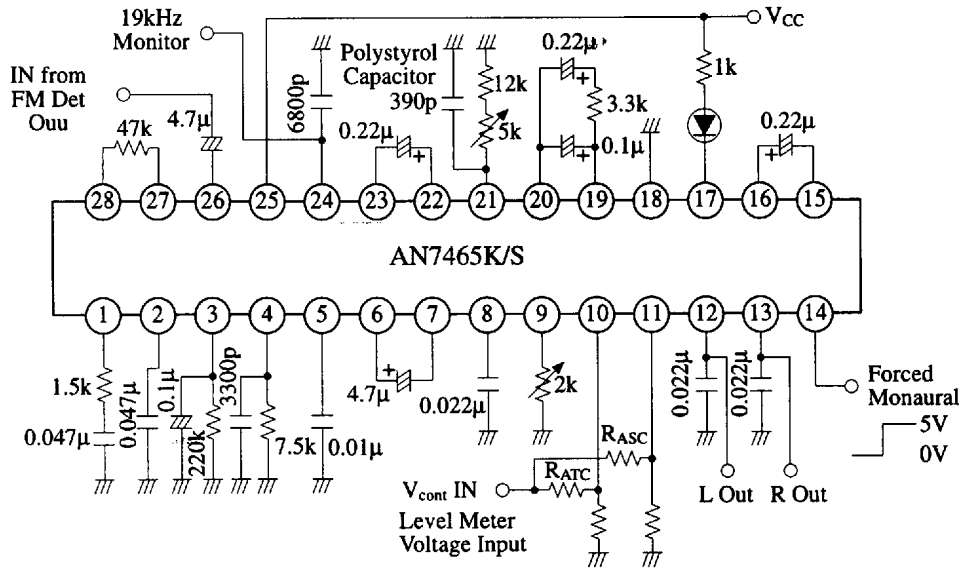 19kHz
Monitor
V_CC
IN from
FM Det
Ouu
4.7μ
47k
6800p
0.22μ
Polystyrol
Capacitor
390p
12k
5k
0.22μ
3.3k
0.1μ
1k
0.22μ
28 27 26 25 24 23 22 21 20 19 18 17 16 15
AN7465K/S
1 2 3 4 5 6 7 8 9 10 11 12 13 14
1.5k
0.047μ
0.047μ
0.1μ
220k
3300p
7.5k
0.01μ
4.7μ
0.022μ
2k
R_ASC
R_ATC
V_cont IN
Level Meter
Voltage Input
0.022μ
0.022μ
L Out
R Out
Forced
Monaural
5V
0V